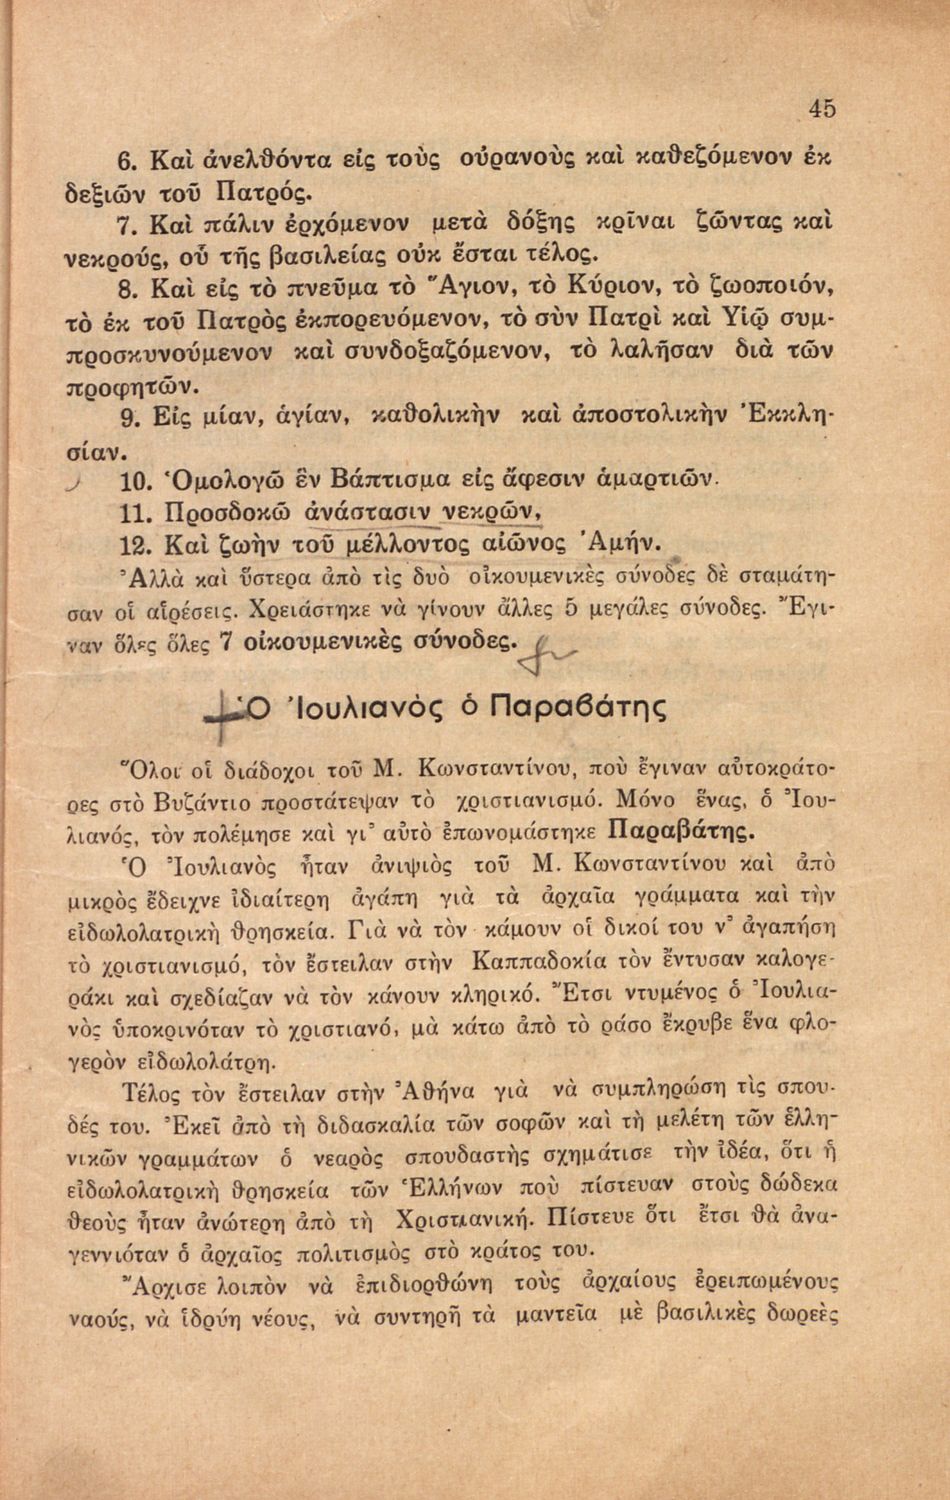 45
6. Καὶ ἀνελθόντα εἰς τοὺς οὐρανοὺς καὶ καθεζόμενον ἐκ
δεξιῶν τοῦ Πατρός.
7. Καὶ πάλιν ἐρχόμενον μετὰ δόξης κρῖναι ζῶντας καὶ
νεκρούς, οὗ τῆς βασιλείας οὐκ ἔσται τέλος.
8. Καὶ εἰς τὸ πνεῦμα τὸ Ἅγιον, τὸ Κύριον, τὸ ζωοποιόν,
τὸ ἐκ τοῦ Πατρὸς ἐκπορευόμενον, τὸ σὺν Πατρὶ καὶ Υἱῷ συμ-
προσκυνούμενον καὶ συνδοξαζόμενον, τὸ λαλῆσαν διὰ τῶν
προφητῶν.
9. Εἰς μίαν, ἁγίαν, καθολικὴν καὶ ἀποστολικὴν Ἐκκλη-
σίαν.
10. Ὁμολογῶ ἓν Βάπτισμα εἰς ἄφεσιν ἁμαρτιῶν.
11. Προσδοκῶ ἀνάστασιν νεκρῶν,
12. Καὶ ζωὴν τοῦ μέλλοντος αἰῶνος Ἀμήν.
Ἀλλὰ καὶ ὕστερα ἀπὸ τὶς δυὸ οἰκουμενικὲς σύνοδες δὲ σταμάτη-
σαν οἱ αἱρέσεις. Χρειάστηκε νὰ γίνουν ἄλλες 5 μεγάλες σύνοδες. Ἔγι-
ναν ὅλες ὅλες 7 οἰκουμενικὲς σύνοδες.
Ὁ Ἰουλιανὸς ὁ Παραβάτης
Ὅλοι οἱ διάδοχοι τοῦ Μ. Κωνσταντίνου, ποὺ ἔγιναν αὐτοκράτο-
ρες στὸ Βυζάντιο προστάτεψαν τὸ χριστιανισμό. Μόνο ἕνας, ὁ Ἰου-
λιανός, τὸν πολέμησε καὶ γι' αὐτὸ ἐπωνομάστηκε Παραβάτης.
Ὁ Ἰουλιανὸς ἦταν ἀνιψιὸς τοῦ Μ. Κωνσταντίνου καὶ ἀπὸ
μικρὸς ἔδειχνε ἰδιαίτερη ἀγάπη γιὰ τὰ ἀρχαῖα γράμματα καὶ τὴν
εἰδωλολατρικὴ θρησκεία. Γιὰ νὰ τὸν κάμουν οἱ δικοί του ν' ἀγαπήση
τὸ χριστιανισμό, τὸν ἔστειλαν στὴν Καππαδοκία τὸν ἔντυσαν καλογε-
ράκι καὶ σχεδίαζαν νὰ τὸν κάνουν κληρικό. Ἔτσι ντυμένος ὁ Ἰουλια-
νὸς ὑποκρινόταν τὸ χριστιανό, μὰ κάτω ἀπὸ τὸ ράσο ἔκρυβε ἕνα φλο-
γερὸν εἰδωλολάτρη.
Τέλος τὸν ἔστειλαν στὴν Ἀθήνα γιὰ νὰ συμπληρώση τὶς σπου-
δές του. Ἐκεῖ ἀπὸ τὴ διδασκαλία τῶν σοφῶν καὶ τὴ μελέτη τῶν ἑλλη-
νικῶν γραμμάτων ὁ νεαρὸς σπουδαστὴς σχημάτισε τὴν ἰδέα, ὅτι ἡ
εἰδωλολατρικὴ θρησκεία τῶν Ἑλλήνων ποὺ πίστευαν στοὺς δώδεκα
θεοὺς ἦταν ἀνώτερη ἀπὸ τὴ Χριστιανική. Πίστευε ὅτι ἔτσι θὰ ἀνα-
γεννιόταν ὁ ἀρχαῖος πολιτισμὸς στὸ κράτος του.
Ἄρχισε λοιπὸν νὰ ἐπιδιορθώνη τοὺς ἀρχαίους ἐρειπωμένους
ναούς, νὰ ἱδρύη νέους, νὰ συντηρῆ τὰ μαντεῖα μὲ βασιλικὲς δωρεὲς